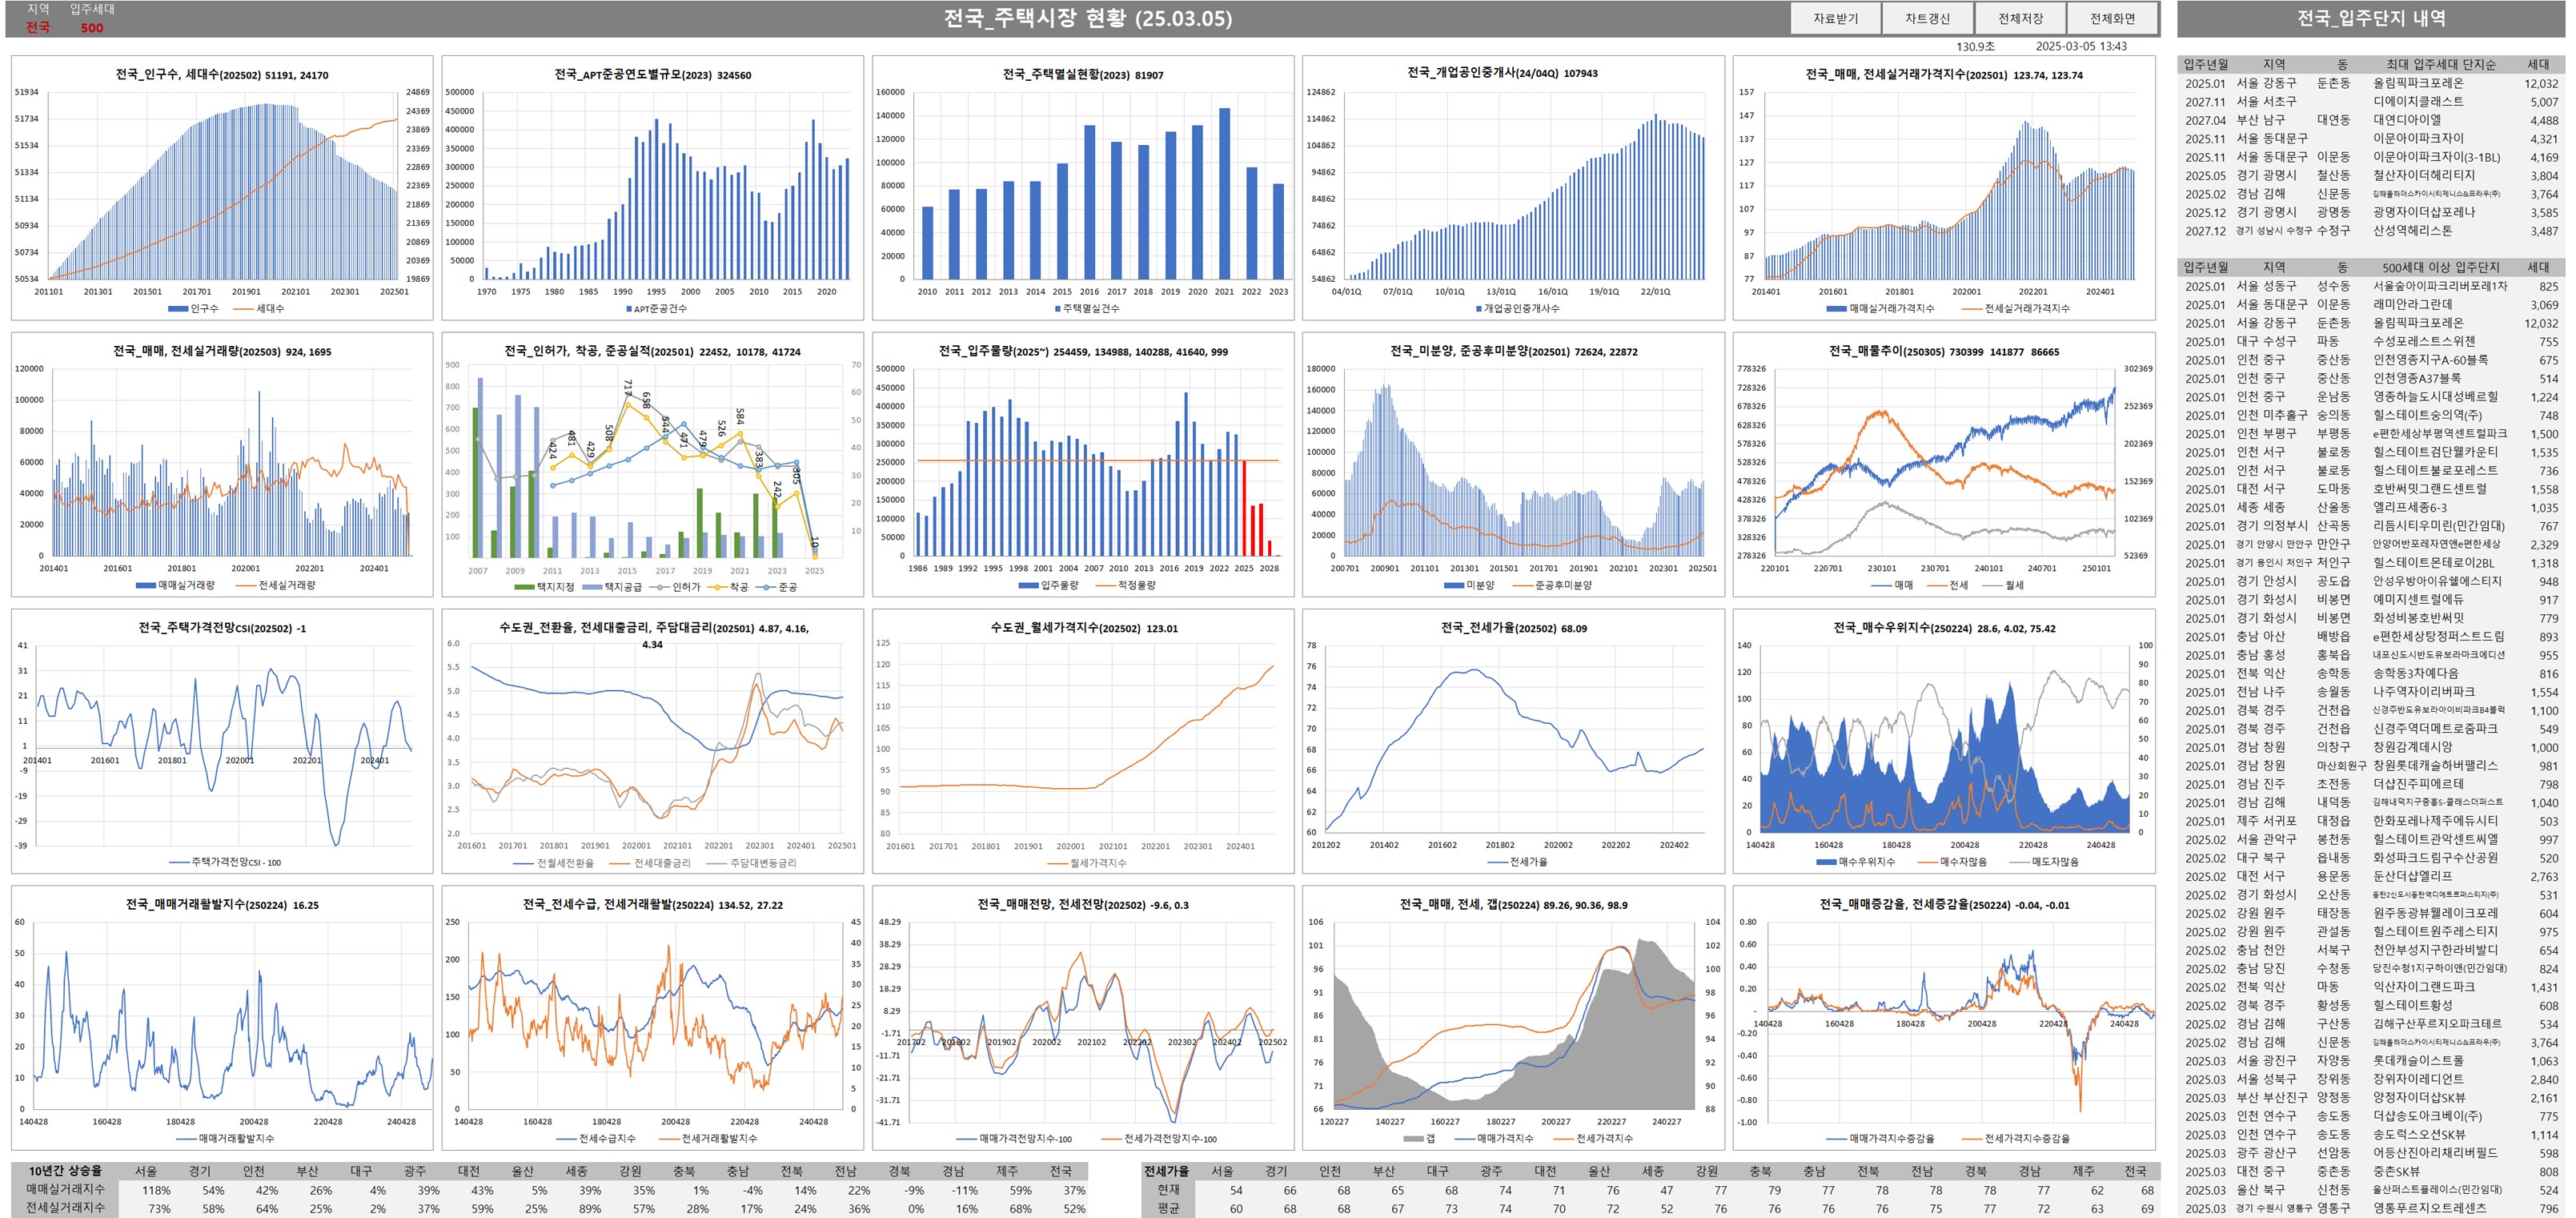 지역 입주세대
전국 500
전국_주택시장 현황 (25.03.05)
자료받기 차트갱신 전체저장 전체화면
130.9초 2025-03-05 13:43
전국_인구수, 세대수(202502) 51191, 24170
인구수 세대수
전국_APT준공연도별규모(2023) 324560
APT준공건수
전국_주택멸실현황(2023) 81907
주택멸실건수
전국_개업공인중개사(24/04Q) 107943
개업공인중개사수
전국_매매, 전세실거래가격지수(202501) 123.74, 123.74
매매실거래가격지수 전세실거래가격지수
전국_매매, 전세실거래량(202503) 924, 1695
매매실거래량 전세실거래량
전국_인허가, 착공, 준공실적(202501) 22452, 10178, 41724
택지지정 택지공급 인허가 착공 준공
전국_입주물량(2025~) 254459, 134988, 140288, 41640, 999
입주물량 적정물량
전국_미분양, 준공후미분양(202501) 72624, 22872
미분양 준공후미분양
전국_매물추이(250305) 730399 141877 86665
매매 전세 월세
전국_주택가격전망CSI(202502) -1
주택가격전망CSI - 100
수도권_전환율, 전세대출금리, 주담대금리(202501) 4.87, 4.16,
4.34
전월세전환율 전세대출금리 주담대변동금리
수도권_월세가격지수(202502) 123.01
월세가격지수
전국_전세가율(202502) 68.09
전세가율
전국_매수우위지수(250224) 28.6, 4.02, 75.42
매수우위지수 매수자많음 매도자많음
전국_매매거래활발지수(250224) 16.25
매매거래활발지수
전국_전세수급, 전세거래활발(250224) 134.52, 27.22
전세수급지수 전세거래활발지수
전국_매매전망, 전세전망(202502) -9.6, 0.3
매매가격전망지수-100 전세가격전망지수-100
전국_매매, 전세, 갭(250224) 89.26, 90.36, 98.9
갭 매매가격지수 전세가격지수
전국_매매증감율, 전세증감율(250224) -0.04, -0.01
매매가격지수증감율 전세가격지수증감율
10년간 상승율 서울 경기 인천 부산 대구 광주 대전 울산 세종 강원 충북 충남 전북 전남 경북 경남 제주 전국
매매실거래지수 118% 54% 42% 26% 4% 39% 43% 5% 39% 35% 1% -4% 14% 22% -9% -11% 59% 37%
전세실거래지수 73% 58% 64% 25% 2% 37% 59% 25% 89% 57% 28% 17% 24% 36% 0% 16% 68% 52%
전세가율 서울 경기 인천 부산 대구 광주 대전 울산 세종 강원 충북 충남 전북 전남 경북 경남 제주 전국
현재 54 66 68 65 68 74 71 76 47 77 79 77 78 78 78 77 62 68
평균 60 68 68 67 73 74 70 72 52 76 76 76 76 75 77 72 63 69
전국_입주단지 내역
입주년월 지역 동 최대 입주세대 단지순 세대
2025.01 서울 강동구 둔촌동 올림픽파크포레온 12,032
2027.11 서울 서초구 디에이치클래스트 5,007
2027.04 부산 남구 대연동 대연디아이엘 4,488
2025.11 서울 동대문구 이문아이파크자이 4,321
2025.11 서울 동대문구 이문동 이문아이파크자이(3-1BL) 4,169
2025.05 경기 광명시 철산동 철산자이더헤리티지 3,804
2025.02 경남 김해 신문동 김해율하더스카이시티제니스&프라우(주) 3,764
2025.12 경기 광명시 광명동 광명자이더샵포레나 3,585
2027.12 경기 성남시 수정구 수정구 산성역헤리스톤 3,487
입주년월 지역 동 500세대 이상 입주단지 세대
2025.01 서울 성동구 성수동 서울숲아이파크리버포레1차 825
2025.01 서울 동대문구 이문동 래미안라그란데 3,069
2025.01 서울 강동구 둔촌동 올림픽파크포레온 12,032
2025.01 대구 수성구 파동 수성포레스트스위첸 755
2025.01 인천 중구 중산동 인천영종지구A-60블록 675
2025.01 인천 중구 중산동 인천영종A37블록 514
2025.01 인천 중구 운남동 영종하늘도시대성베르힐 1,224
2025.01 인천 미추홀구 숭의동 힐스테이트숭의역(주) 748
2025.01 인천 부평구 부평동 e편한세상부평역센트럴파크 1,500
2025.01 인천 서구 불로동 힐스테이트검단웰카운티 1,535
2025.01 인천 서구 불로동 힐스테이트불로포레스트 736
2025.01 대전 서구 도마동 호반써밋그랜드센트럴 1,558
2025.01 세종 세종 산울동 엘리프세종6-3 1,035
2025.01 경기 의정부시 산곡동 리듬시티우미린(민간임대) 767
2025.01 경기 안양시 만안구 만안구 안양어반포레자연앤e편한세상 2,329
2025.01 경기 용인시 처인구 처인구 힐스테이트몬테로이2BL 1,318
2025.01 경기 안성시 공도읍 안성우방아이유쉘에스티지 948
2025.01 경기 화성시 비봉면 예미지센트럴에듀 917
2025.01 경기 화성시 비봉면 화성비봉호반써밋 779
2025.01 충남 아산 배방읍 e편한세상탕정퍼스트드림 893
2025.01 충남 홍성 홍북읍 내포신도시반도유보라마크에디션 955
2025.01 전북 익산 송학동 송학동3차예다음 816
2025.01 전남 나주 송월동 나주역자이리버파크 1,554
2025.01 경북 경주 건천읍 신경주반도유보라아이비파크B4블럭 1,100
2025.01 경북 경주 건천읍 신경주역더메트로줌파크 549
2025.01 경남 창원 의창구 창원감계데시앙 1,000
2025.01 경남 창원 마산회원구 창원롯데캐슬하버팰리스 981
2025.01 경남 진주 초전동 더샵진주피에르테 798
2025.01 경남 김해 내덕동 김해내덕지구중흥S-클래스더퍼스트 1,040
2025.01 제주 서귀포 대정읍 한화포레나제주에듀시티 503
2025.02 서울 관악구 봉천동 힐스테이트관악센트씨엘 997
2025.02 대구 북구 읍내동 화성파크드림구수산공원 520
2025.02 대전 서구 용문동 둔산더샵엘리프 2,763
2025.02 경기 화성시 오산동 동탄2신도시동탄역디에트르퍼스티지(주) 531
2025.02 강원 원주 태장동 원주동광뷰웰레이크포레 604
2025.02 강원 원주 관설동 힐스테이트원주레스티지 975
2025.02 충남 천안 서북구 천안부성지구한라비발디 654
2025.02 충남 당진 수청동 당진수청1지구하이앤(민간임대) 824
2025.02 전북 익산 마동 익산자이그랜드파크 1,431
2025.02 경북 경주 황성동 힐스테이트황성 608
2025.02 경남 김해 구산동 김해구산푸르지오파크테르 534
2025.02 경남 김해 신문동 김해율하더스카이시티제니스&프라우(주) 3,764
2025.03 서울 광진구 자양동 롯데캐슬이스트폴 1,063
2025.03 서울 성북구 장위동 장위자이레디언트 2,840
2025.03 부산 부산진구 양정동 양정자이더샵SK뷰 2,161
2025.03 인천 연수구 송도동 더샵송도아크베이(주) 775
2025.03 인천 연수구 송도동 송도럭스오션SK뷰 1,114
2025.03 광주 광산구 선암동 어등산진아리채리버필드 598
2025.03 대전 중구 중촌동 중촌SK뷰 808
2025.03 울산 북구 신천동 울산퍼스트플레이스(민간임대) 524
2025.03 경기 수원시 영통구 영통구 영통푸르지오트레센츠 796